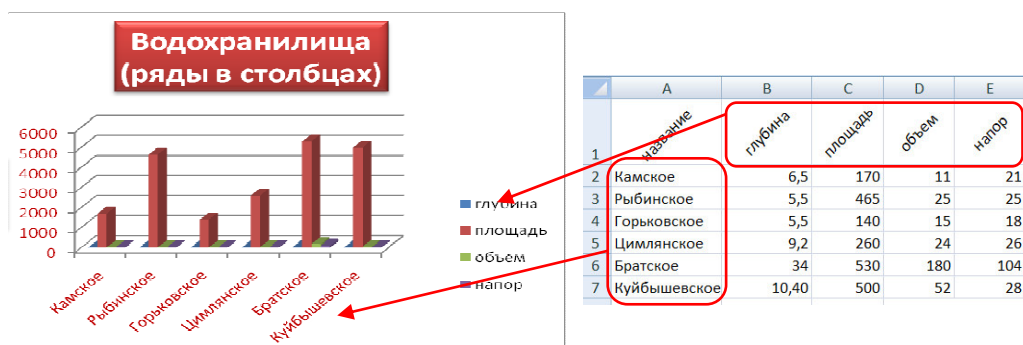 Водохранилища
(ряды в столбцах)
6000
5000
4000
3000
2000
1000
0
Камское
Рыбинское
Горьковское
Цимлянское
Братское
Куйбышевское
глубина
площадь
объем
напор
A B C D E
1 название глубина площадь объем напор
2 Камское 6,5 170 11 21
3 Рыбинское 5,5 465 25 25
4 Горьковское 5,5 140 15 18
5 Цимлянское 9,2 260 24 26
6 Братское 34 530 180 104
7 Куйбышевское 10,40 500 52 28